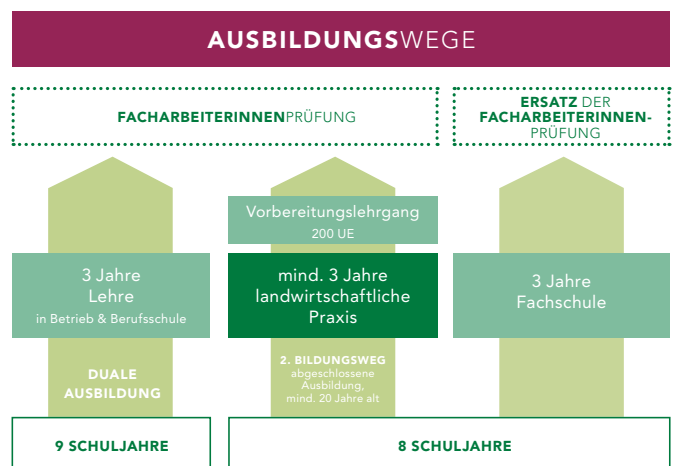 AUSBILDUNGSWEGE
FACHARBEITERINNENPRÜFUNG
ERSATZ DER
FACHARBEITERINNEN-
PRÜFUNG
Vorbereitungslehrgang
200 UE
3 Jahre
Lehre
in Betrieb & Berufsschule
mind. 3 Jahre
landwirtschaftliche
Praxis
3 Jahre
Fachschule
DUALE
AUSBILDUNG
2. BILDUNGSWEG
abgeschlossene
Ausbildung,
mind. 20 Jahre alt
9 SCHULJAHRE
8 SCHULJAHRE